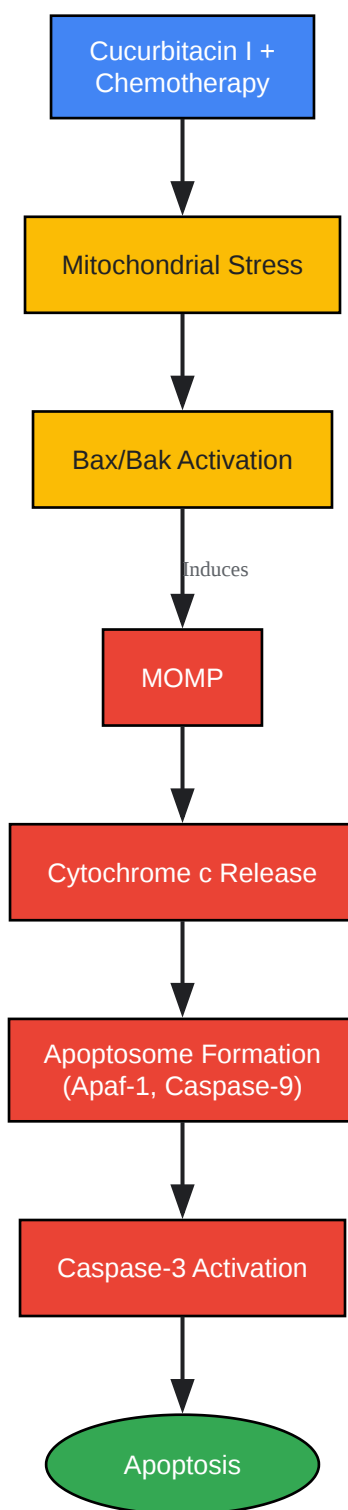 Cucurbitacin I +
Chemotherapy
Mitochondrial Stress
Bax/Bak Activation
Induces
MOMP
Cytochrome c Release
Apoptosome Formation
(Apaf-1, Caspase-9)
Caspase-3 Activation
Apoptosis